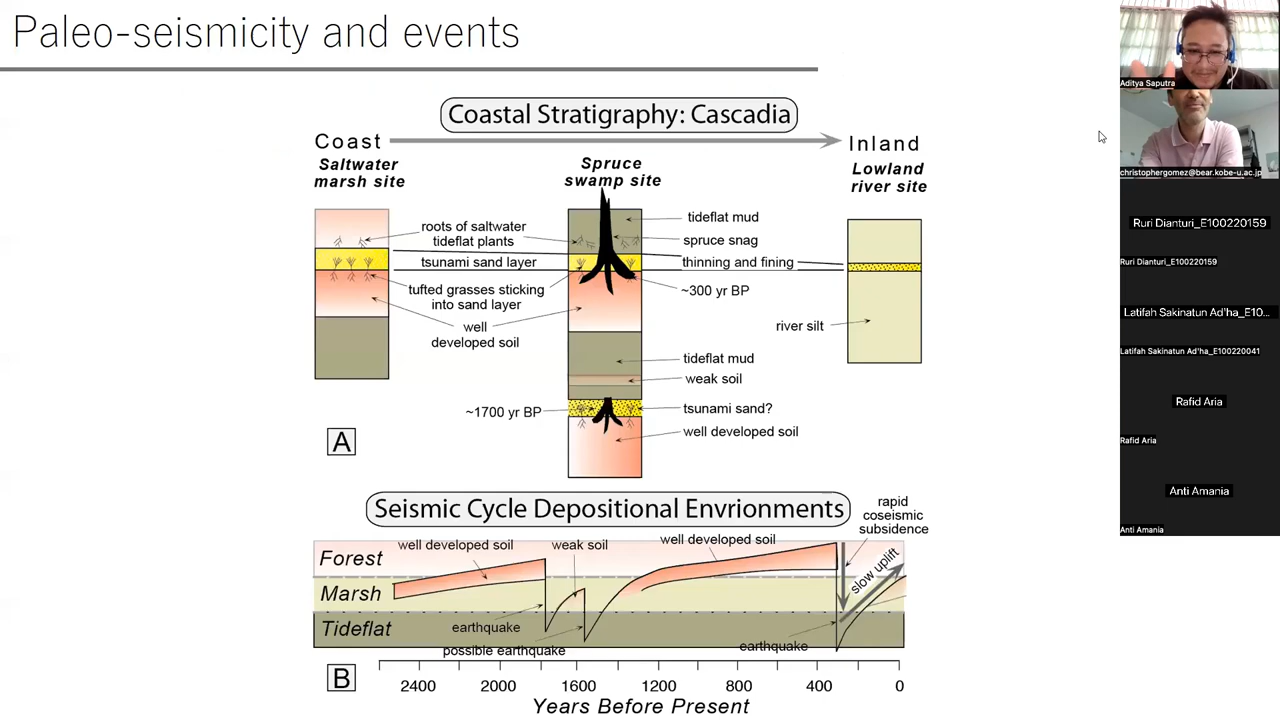 Paleo-seismicity and events
Coastal Stratigraphy: Cascadia
Coast
Inland
Saltwater
marsh site
Spruce
swamp site
Lowland
river site
roots of saltwater
tideflat plants
tsunami sand layer
tufted grasses sticking
into sand layer
well
developed soil
~1700 yr BP
tideflat mud
spruce snag
thinning and fining
~300 yr BP
river silt
tideflat mud
weak soil
tsunami sand?
well developed soil
A
Seismic Cycle Depositional Envrionments
rapid
coseismic
subsidence
slow uplift
Forest
Marsh
Tideflat
well developed soil
weak soil
well developed soil
earthquake
possible earthquake
earthquake
B
2400 2000 1600 1200 800 400 0
Years Before Present
Aditya Saputra
christophergomez@bear.kobe-u.ac.jp
Ruri Dianturi_E100220159
Ruri Dianturi_E100220159
Latifah Sakinatun Ad'ha_E10...
Latifah Sakinatun Ad'ha_E100220041
Rafid Aria
Rafid Aria
Anti Amania
Anti Amania